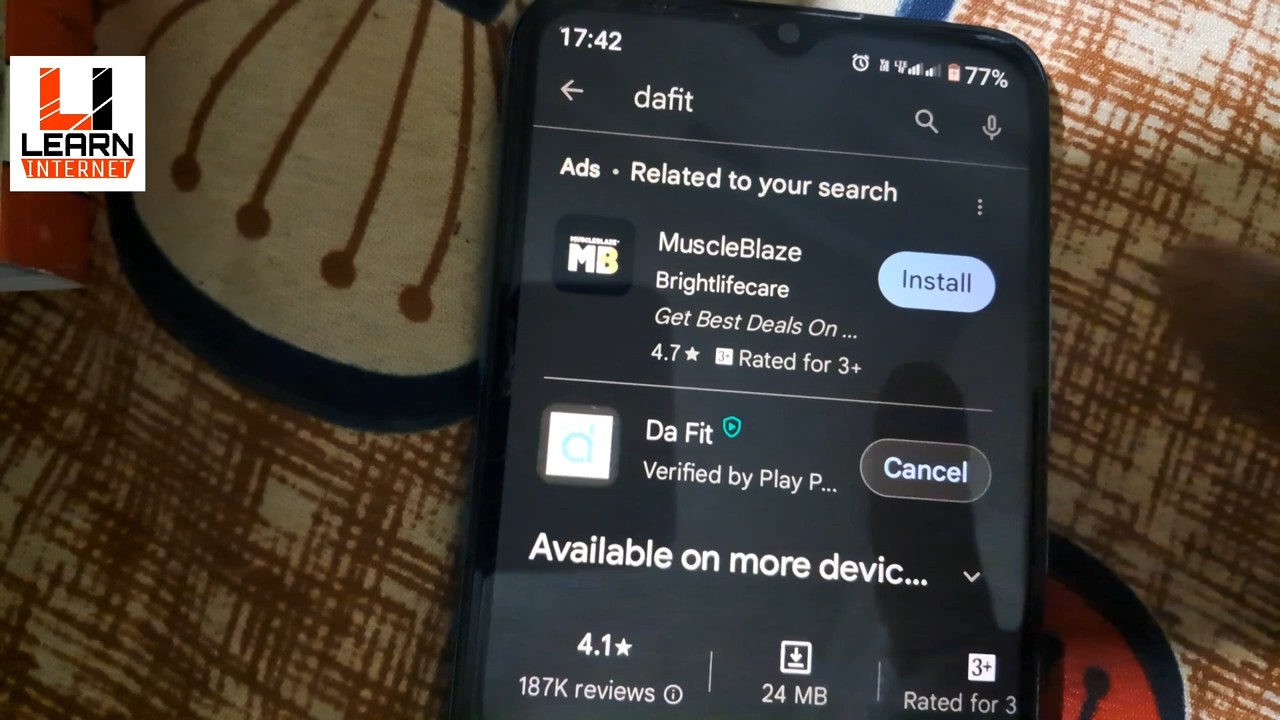 LEARN
INTERNET
17:42
77%
dafit
Ads • Related to your search
MUSCLEBLAZE
MB
MuscleBlaze
Brightlifecare
Install
Get Best Deals On ...
4.7★ 3+ Rated for 3+
d
Da Fit
Verified by Play P...
Cancel
Available on more devic...
4.1★
187K reviews
24 MB
3+
Rated for 3